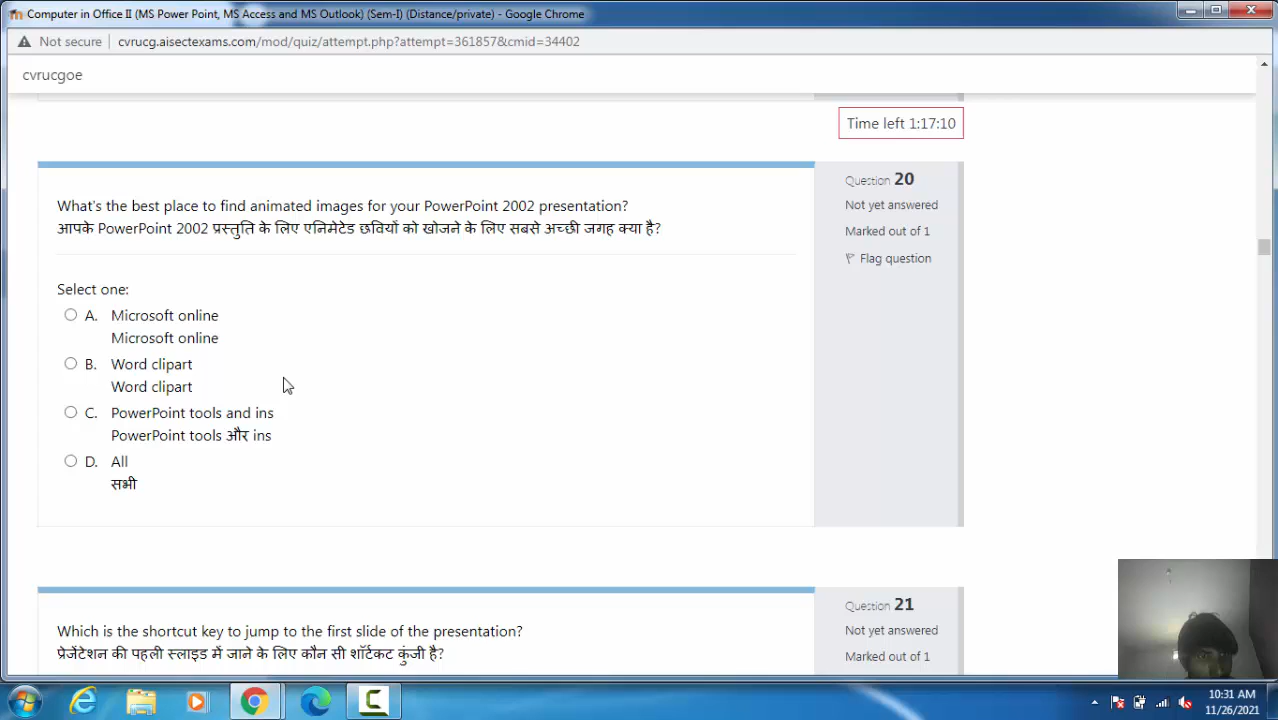 Computer in Office II (MS Power Point, MS Access and MS Outlook) (Sem-I) (Distance/private) - Google Chrome
Not secure | cvrucg.aisectexams.com/mod/quiz/attempt.php?attempt=361857&cmid=34402
cvrucgoe
Time left 1:17:10
What's the best place to find animated images for your PowerPoint 2002 presentation?
आपके PowerPoint 2002 प्रस्तुति के लिए एनिमेटेड छवियों को खोजने के लिए सबसे अच्छी जगह क्या है?
Select one:
A. Microsoft online
Microsoft online
B. Word clipart
Word clipart
C. PowerPoint tools and ins
PowerPoint tools और ins
D. All
सभी
Question 20
Not yet answered
Marked out of 1
Flag question
Which is the shortcut key to jump to the first slide of the presentation?
प्रेजेंटेशन की पहली स्लाइड में जाने के लिए कौन सी शॉर्टकट कुंजी है?
Question 21
Not yet answered
Marked out of 1
10:31 AM
11/26/2021